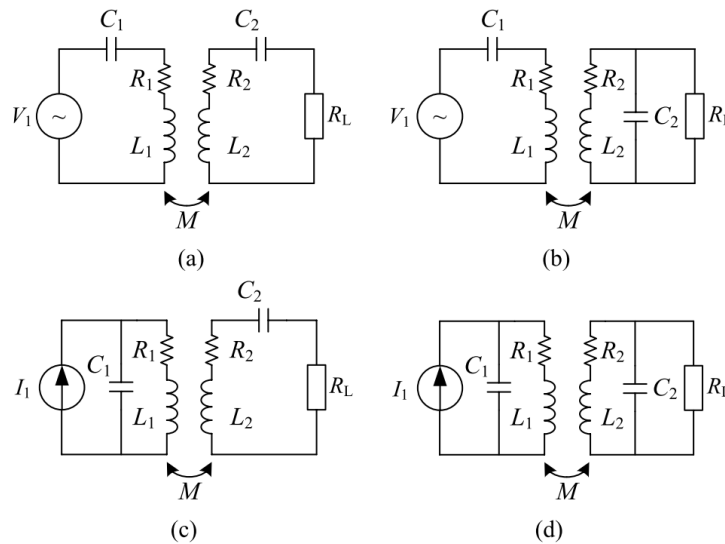 C1 C2
R1 R2
V1 ~ RL
L1 L2
M
(a)
C1
R1 R2
V1 ~ C2 R
L1 L2
M
(b)
C2
R1 R2
C1
I1 RL
L1 L2
M
(c)
R1 R2
C1
I1 C2 R
L1 L2
M
(d)